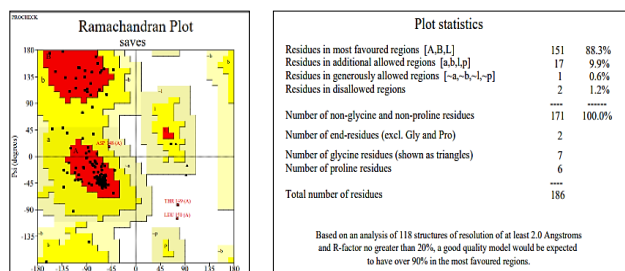 PROCHECK
Ramachandran Plot
saves
180
135
90
45
0
-45
-90
-135
Psi (degrees)
B
A
a
b
ASP 148 (A)
THR 149 (A)
LEU 150 (A)
-180 -135 -90 -45 0 45 90 135 180
Plot statistics
Residues in most favoured regions [A,B,L] 151 88.3%
Residues in additional allowed regions [a,b,l,p] 17 9.9%
Residues in generously allowed regions [~a,~b,~l,~p] 1 0.6%
Residues in disallowed regions 2 1.2%
---- ------
Number of non-glycine and non-proline residues 171 100.0%
Number of end-residues (excl. Gly and Pro) 2
Number of glycine residues (shown as triangles) 7
Number of proline residues 6
----
Total number of residues 186
Based on an analysis of 118 structures of resolution of at least 2.0 Angstroms
and R-factor no greater than 20%, a good quality model would be expected
to have over 90% in the most favoured regions.